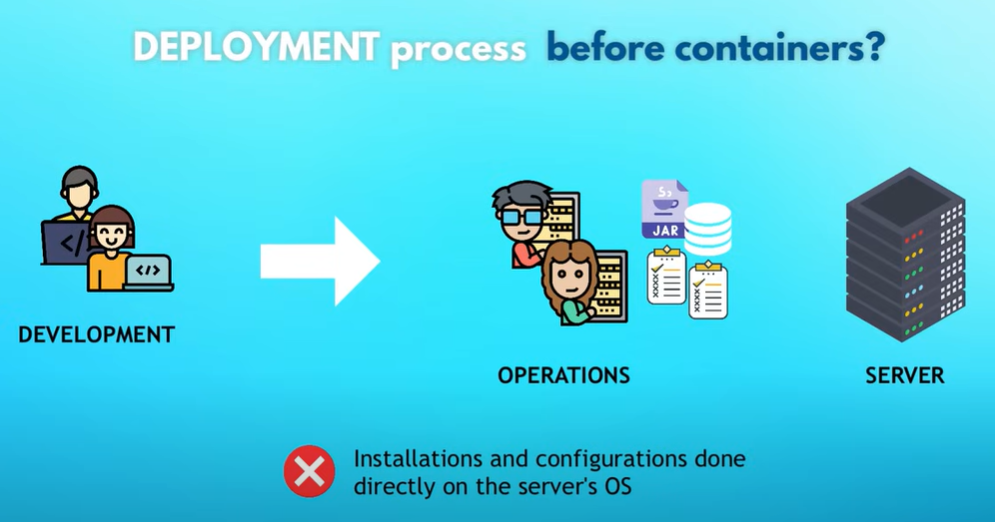 DEPLOYMENT process before containers?
JAR
</>
</>
DEVELOPMENT
OPERATIONS
SERVER
Installations and configurations done
directly on the server's OS